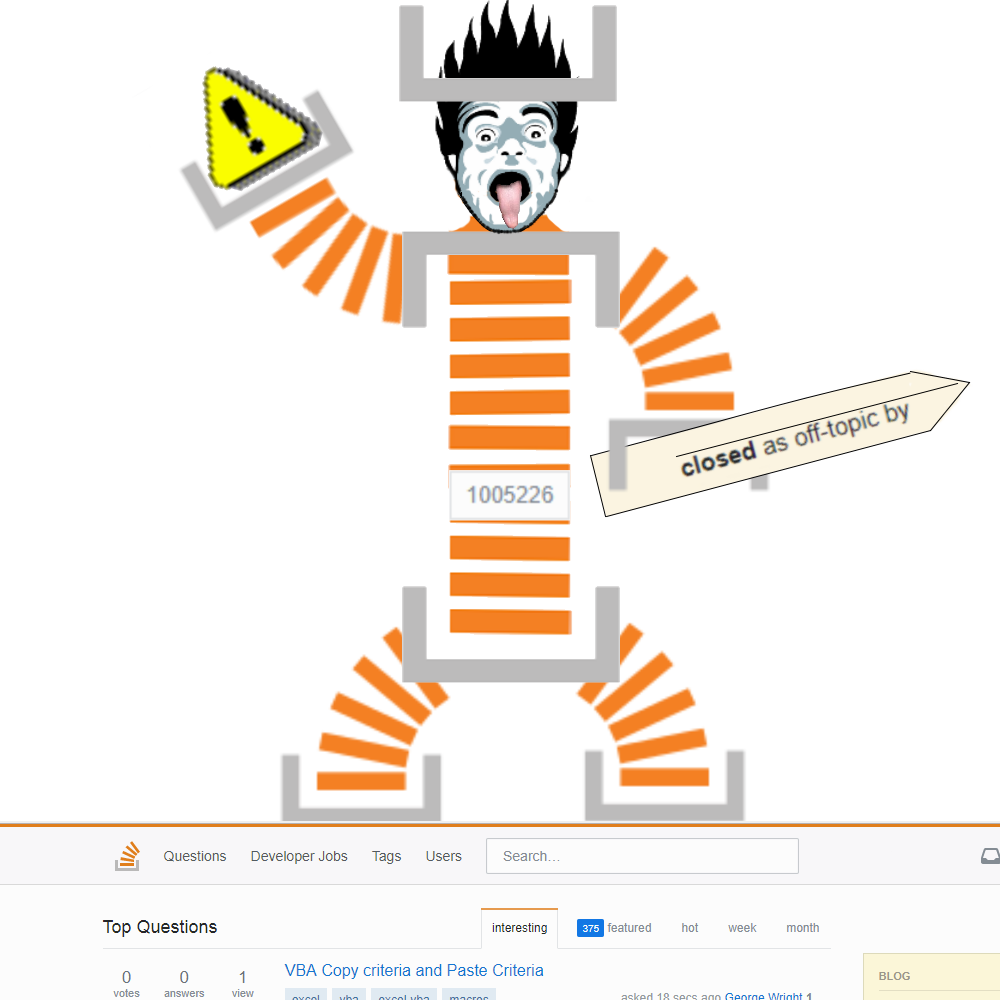 !
closed as off-topic by
1005226
Questions Developer Jobs Tags Users Search...
Top Questions interesting 375 featured hot week month
0 0 1 VBA Copy criteria and Paste Criteria
votes answers view excel vba excel-vba macros asked 18 secs ago George Wright 1
BLOG